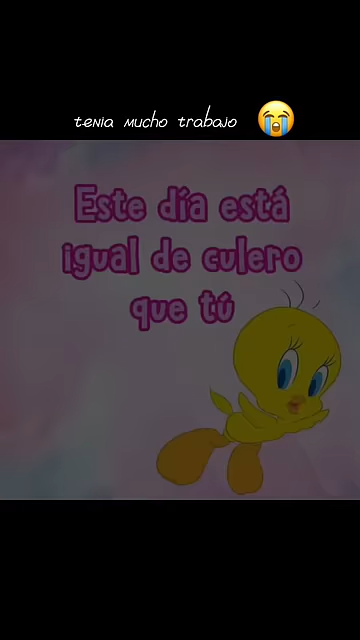 tenia mucho trabajo 😭
Este día está
igual de culero
que tú